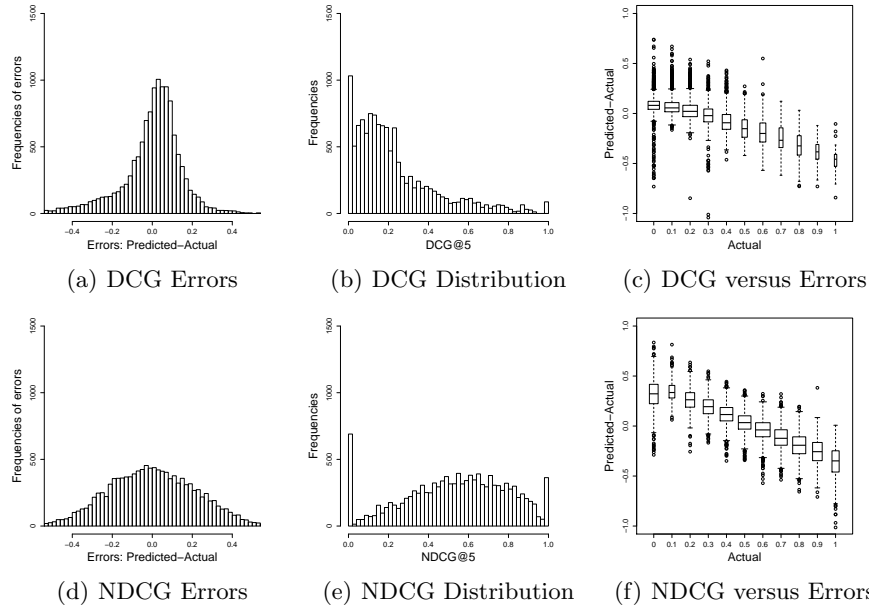 Frequencies of errors
0 500 1000 1500
−0.4 −0.2 0.0 0.2 0.4
Errors: Predicted−Actual
(a) DCG Errors
Frequencies
0 500 1000 1500
0.0 0.2 0.4 0.6 0.8 1.0
DCG@5
(b) DCG Distribution
Predicted−Actual
−1.0 −0.5 0.0 0.5 1.0
0 0.1 0.2 0.3 0.4 0.5 0.6 0.7 0.8 0.9 1
Actual
(c) DCG versus Errors
Frequencies of errors
0 500 1000 1500
−0.4 −0.2 0.0 0.2 0.4
Errors: Predicted−Actual
(d) NDCG Errors
Frequencies
0 500 1000 1500
0.0 0.2 0.4 0.6 0.8 1.0
NDCG@5
(e) NDCG Distribution
Predicted−Actual
−1.0 −0.5 0.0 0.5 1.0
0 0.1 0.2 0.3 0.4 0.5 0.6 0.7 0.8 0.9 1
Actual
(f) NDCG versus Errors